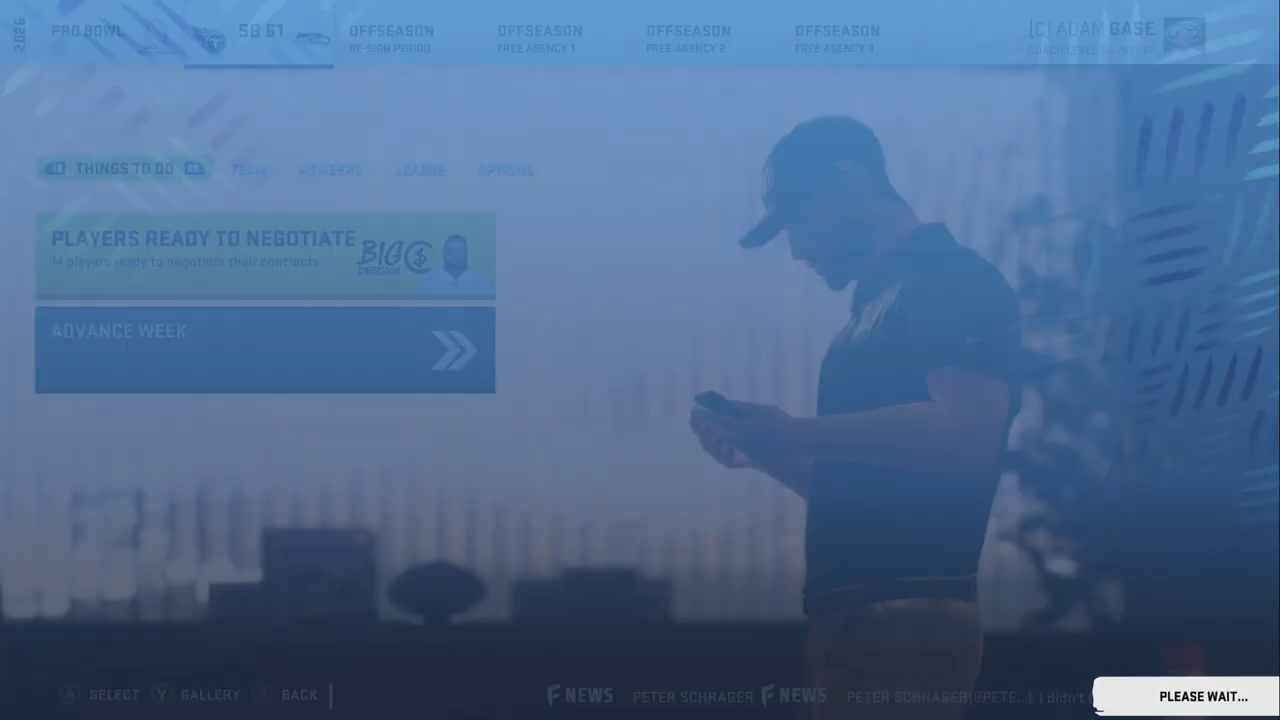 2026
PRO BOWL
SB 61
OFFSEASON
RE-SIGN PERIOD
OFFSEASON
FREE AGENCY 1
OFFSEASON
FREE AGENCY 2
OFFSEASON
FREE AGENCY 3
[C] ADAM GASE
THINGS TO DO
TEAM
MEMBERS
LEAGUE
OPTIONS
PLAYERS READY TO NEGOTIATE
14 players ready to negotiate their contracts
BIG
DECISION
ADVANCE WEEK
A SELECT
Y GALLERY
BACK
NEWS
PETER SCHRAGER
NEWS
PETER SCHRAGER
I didn't
PLEASE WAIT...